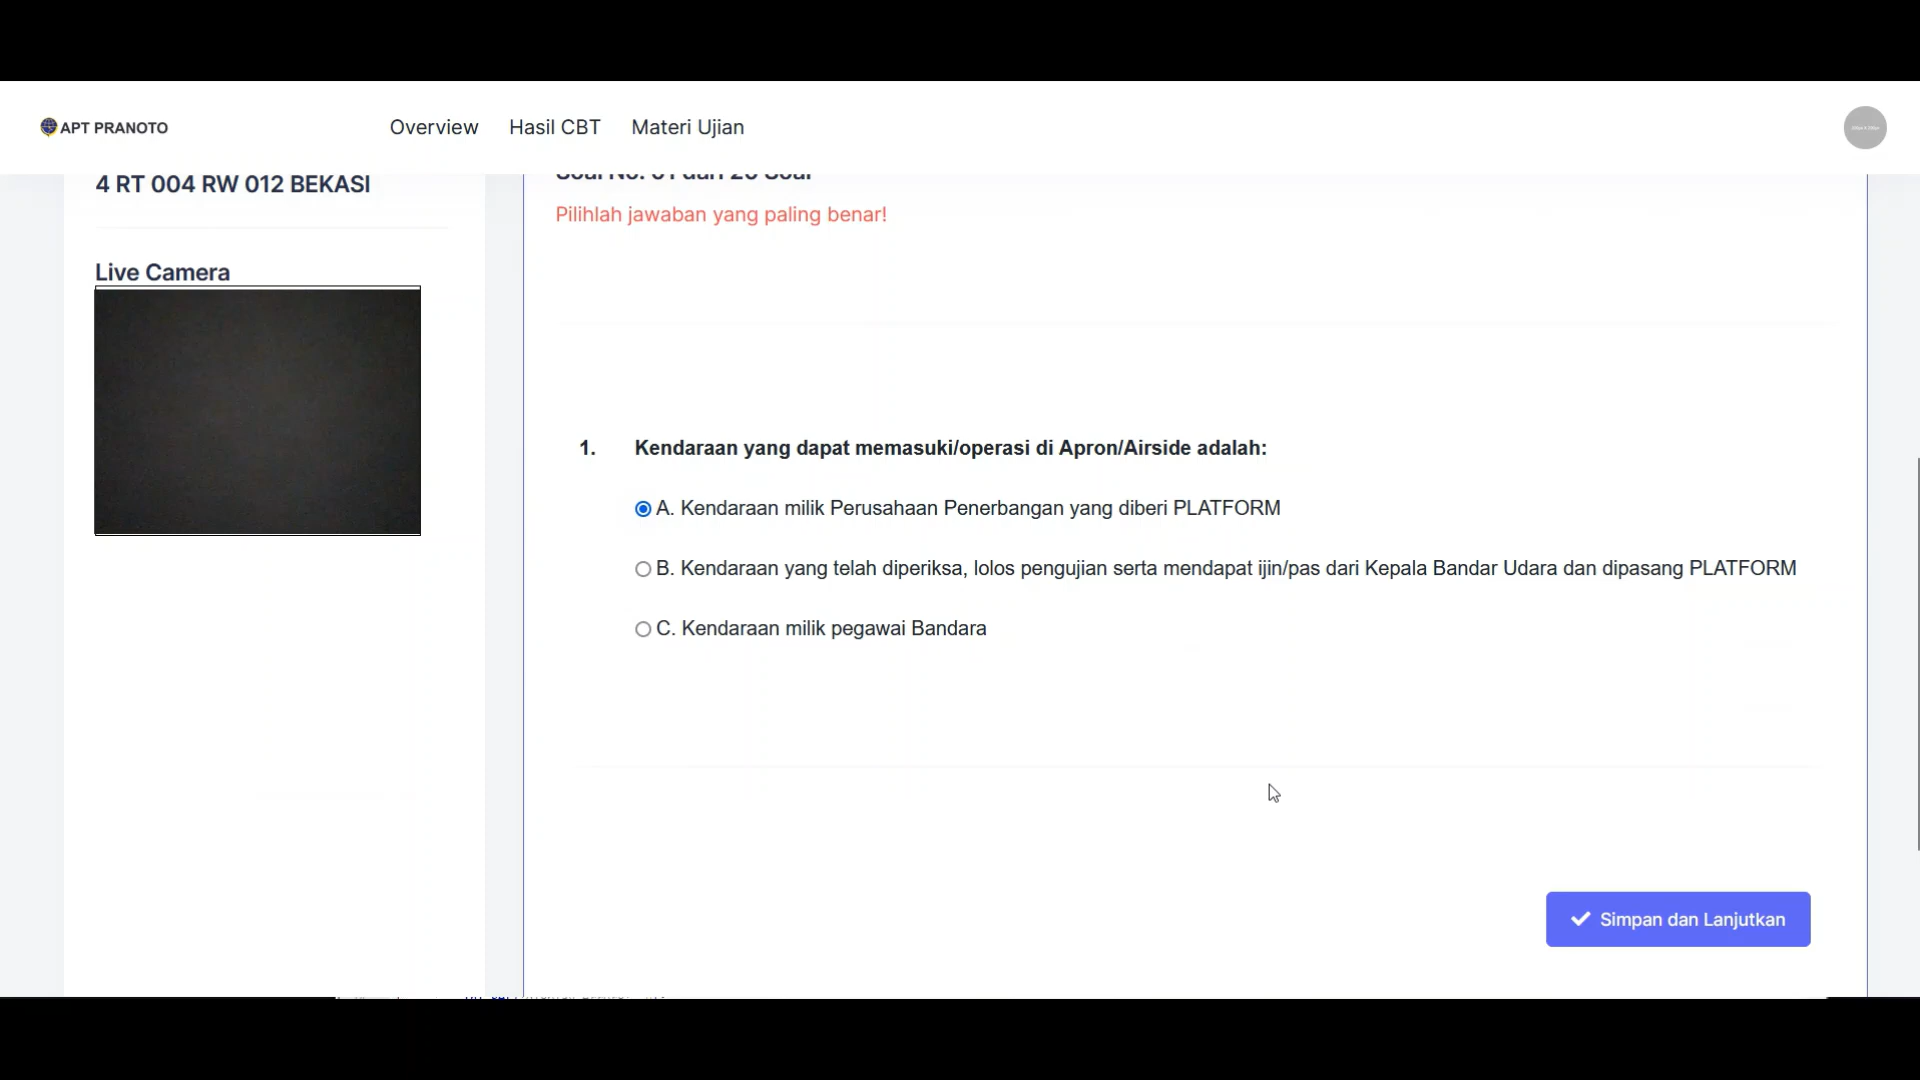 APT PRANOTO
Overview
Hasil CBT
Materi Ujian
4 RT 004 RW 012 BEKASI
Live Camera
Pilihlah jawaban yang paling benar!
1. Kendaraan yang dapat memasuki/operasi di Apron/Airside adalah:
A. Kendaraan milik Perusahaan Penerbangan yang diberi PLATFORM
B. Kendaraan yang telah diperiksa, lolos pengujian serta mendapat ijin/pas dari Kepala Bandar Udara dan dipasang PLATFORM
C. Kendaraan milik pegawai Bandara
Simpan dan Lanjutkan